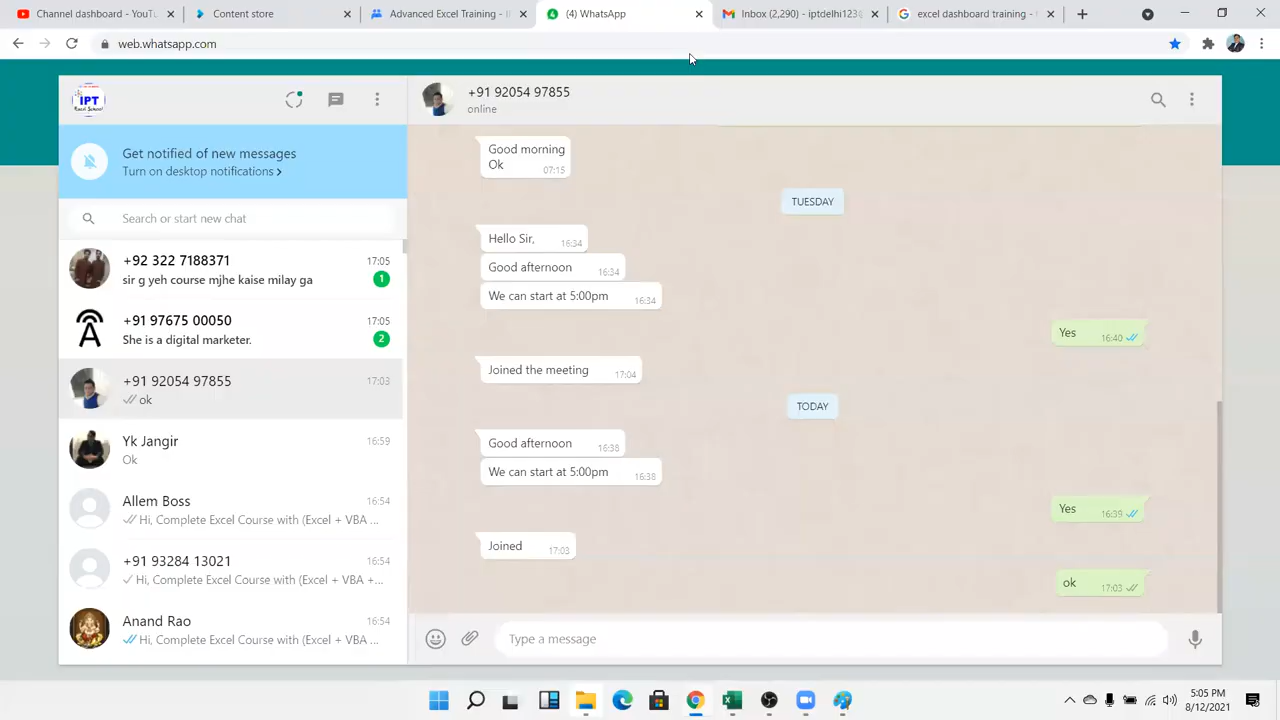 Channel dashboard - YouTu
Content store
Advanced Excel Training - I
(4) WhatsApp
Inbox (2,290) - iptdelhi123@
excel dashboard training -
web.whatsapp.com
IPT
Excel School
Get notified of new messages
Turn on desktop notifications >
Search or start new chat
+92 322 7188371
17:05
sir g yeh course mjhe kaise milay ga
1
+91 97675 00050
17:05
She is a digital marketer.
2
+91 92054 97855
17:03
ok
Yk Jangir
16:59
Ok
Allem Boss
16:54
Hi, Complete Excel Course with (Excel + VBA ...
+91 93284 13021
16:54
Hi, Complete Excel Course with (Excel + VBA +...
Anand Rao
16:54
Hi, Complete Excel Course with (Excel + VBA ...
+91 92054 97855
online
Good morning
Ok
07:15
TUESDAY
Hello Sir,
16:34
Good afternoon
16:34
We can start at 5:00pm
16:34
Yes
16:40
Joined the meeting
17:04
TODAY
Good afternoon
16:38
We can start at 5:00pm
16:38
Yes
16:39
Joined
17:03
ok
17:03
Type a message
5:05 PM
8/12/2021